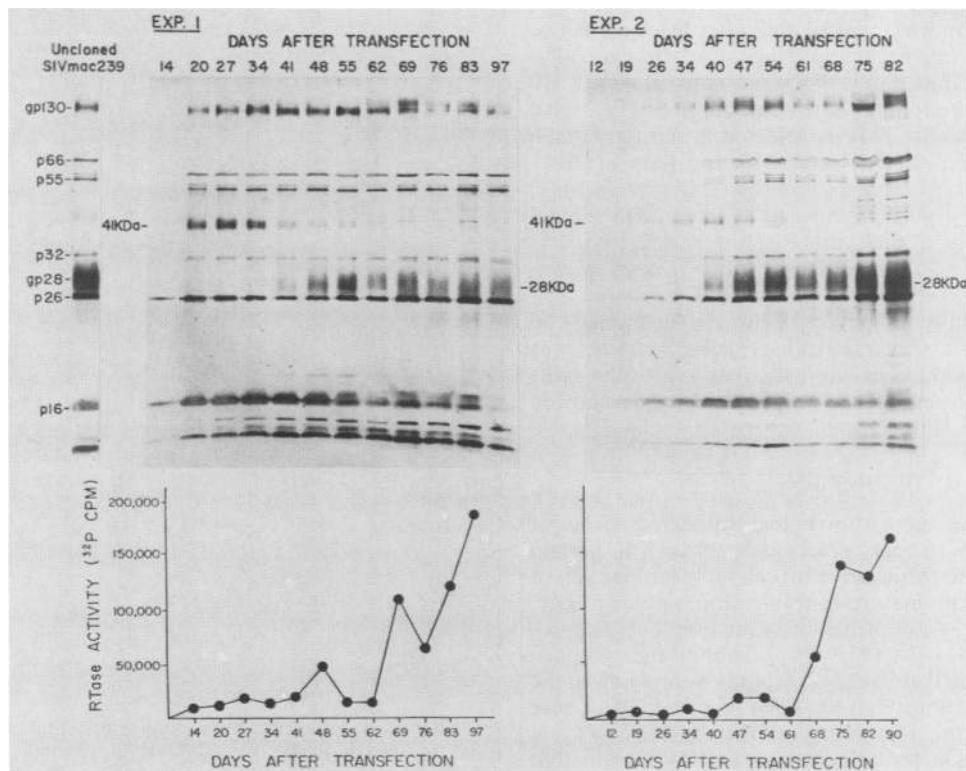 EXP. 1
EXP. 2
DAYS AFTER TRANSFECTION
DAYS AFTER TRANSFECTION
Uncloned
SIVmac239
14 20 27 34 41 48 55 62 69 76 83 97
12 19 26 34 40 47 54 61 68 75 82
gp130-
p66-
p55-
41KDa-
41KDa-
p32-
gp28-
p26-
-28KDa
-28KDa
p16-
RTase ACTIVITY (³²P CPM)
200,000
150,000
100,000
50,000
14 20 27 34 41 48 55 62 69 76 83 97
12 19 26 34 40 47 54 61 68 75 82 90
DAYS AFTER TRANSFECTION
DAYS AFTER TRANSFECTION